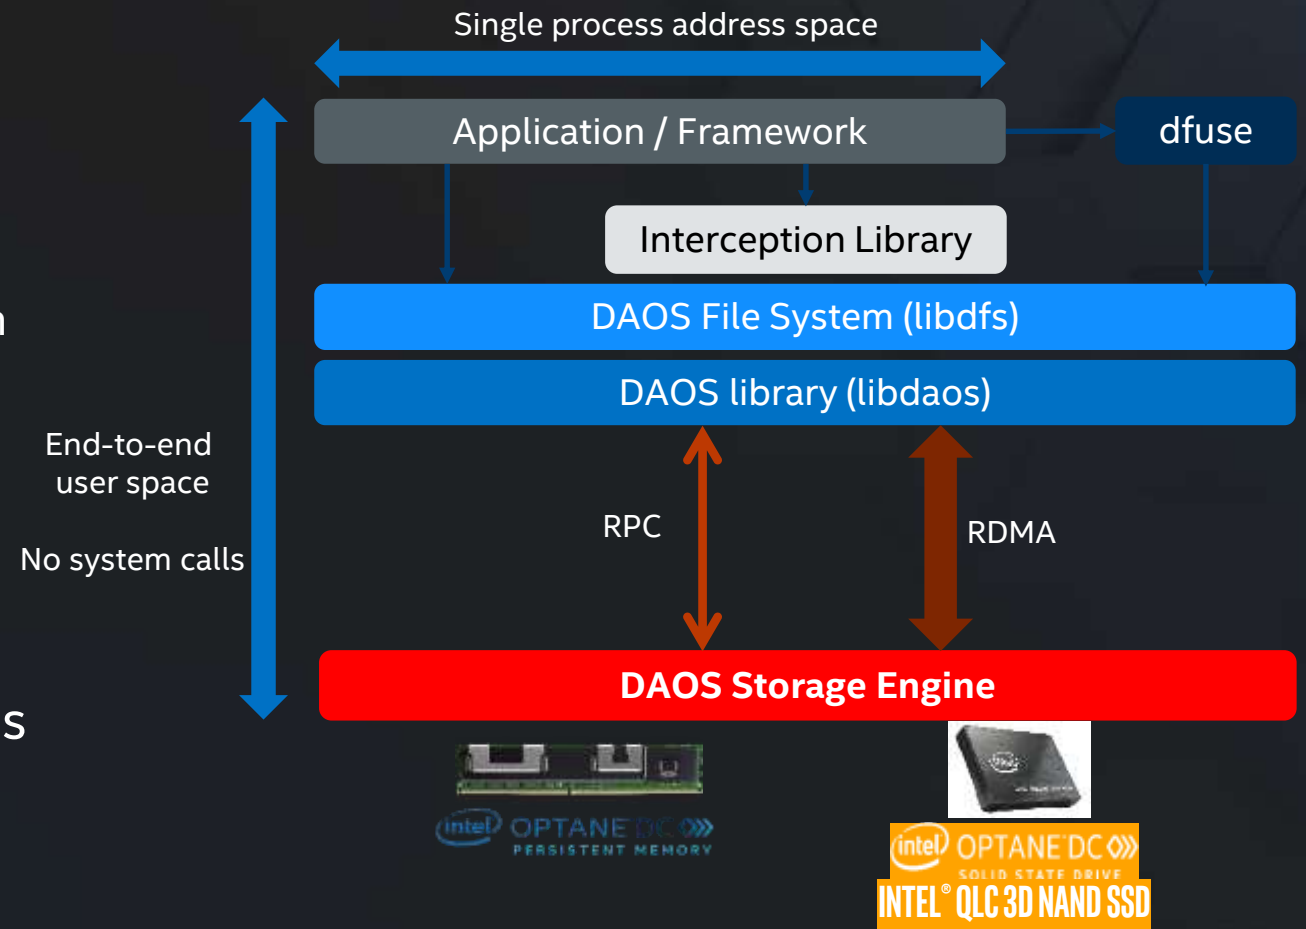 Single process address space
Application / Framework
dfuse
Interception Library
DAOS File System (libdfs)
DAOS library (libdaos)
End-to-end
user space
No system calls
RPC
RDMA
DAOS Storage Engine
s
intel OPTANE DC
PERSISTENT MEMORY
intel OPTANE DC
SOLID STATE DRIVE
INTEL® QLC 3D NAND SSD